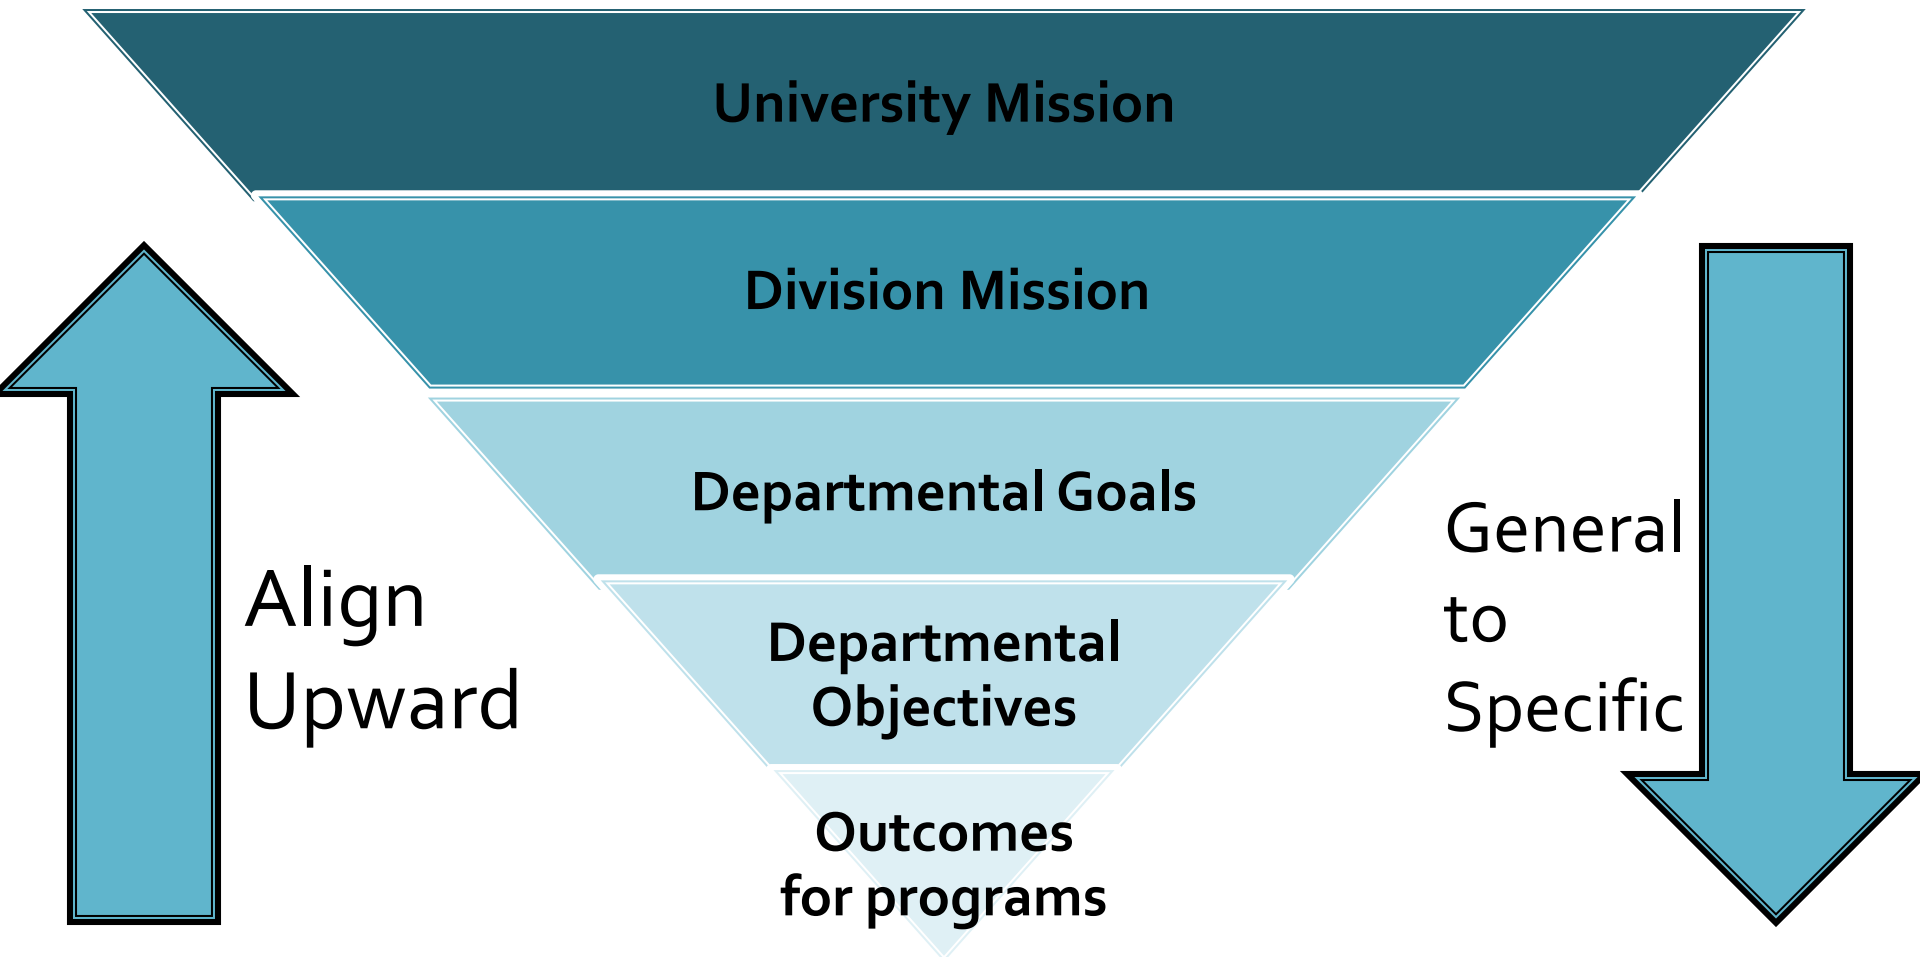 University Mission
Division Mission
Departmental Goals
Departmental
Objectives
Outcomes
for programs
Align
Upward
General
to
Specific